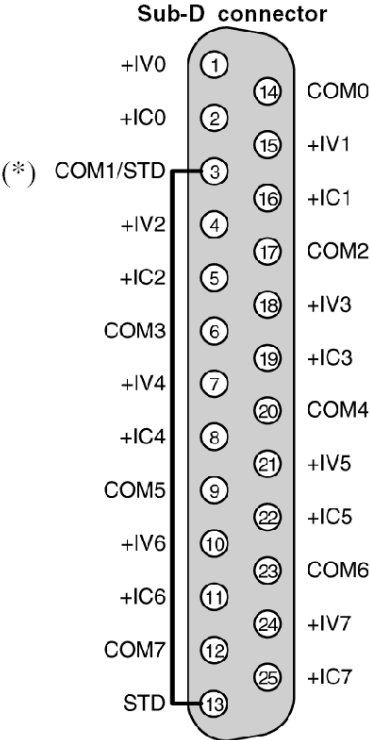 Sub-D connector
+IV0 1
14 COM0
+IC0 2
15 +IV1
(*) COM1/STD 3
16 +IC1
+IV2 4
17 COM2
+IC2 5
18 +IV3
COM3 6
19 +IC3
+IV4 7
20 COM4
+IC4 8
21 +IV5
COM5 9
22 +IC5
+IV6 10
23 COM6
+IC6 11
24 +IV7
COM7 12
25 +IC7
STD 13